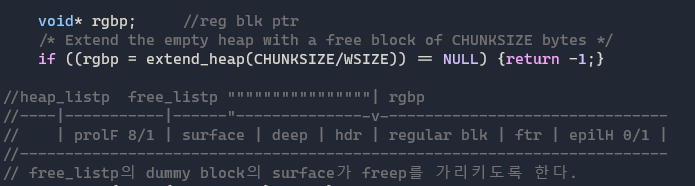 void* rgbp;     //reg blk ptr
/* Extend the empty heap with a free block of CHUNKSIZE bytes */
if ((rgbp = extend_heap(CHUNKSIZE/WSIZE)) == NULL) {return -1;}
//heap_listp  free_listp """"""""""""""""| rgbp
//----|-----------|------"--------------–v-------------------------------
//    | prolF 8/1 | surface | deep | hdr | regular blk | ftr | epilH 0/1 |
//-----------------------------------------------------------------------
// free_listp의 dummy block의 surface가 freep를 가리키도록 한다.